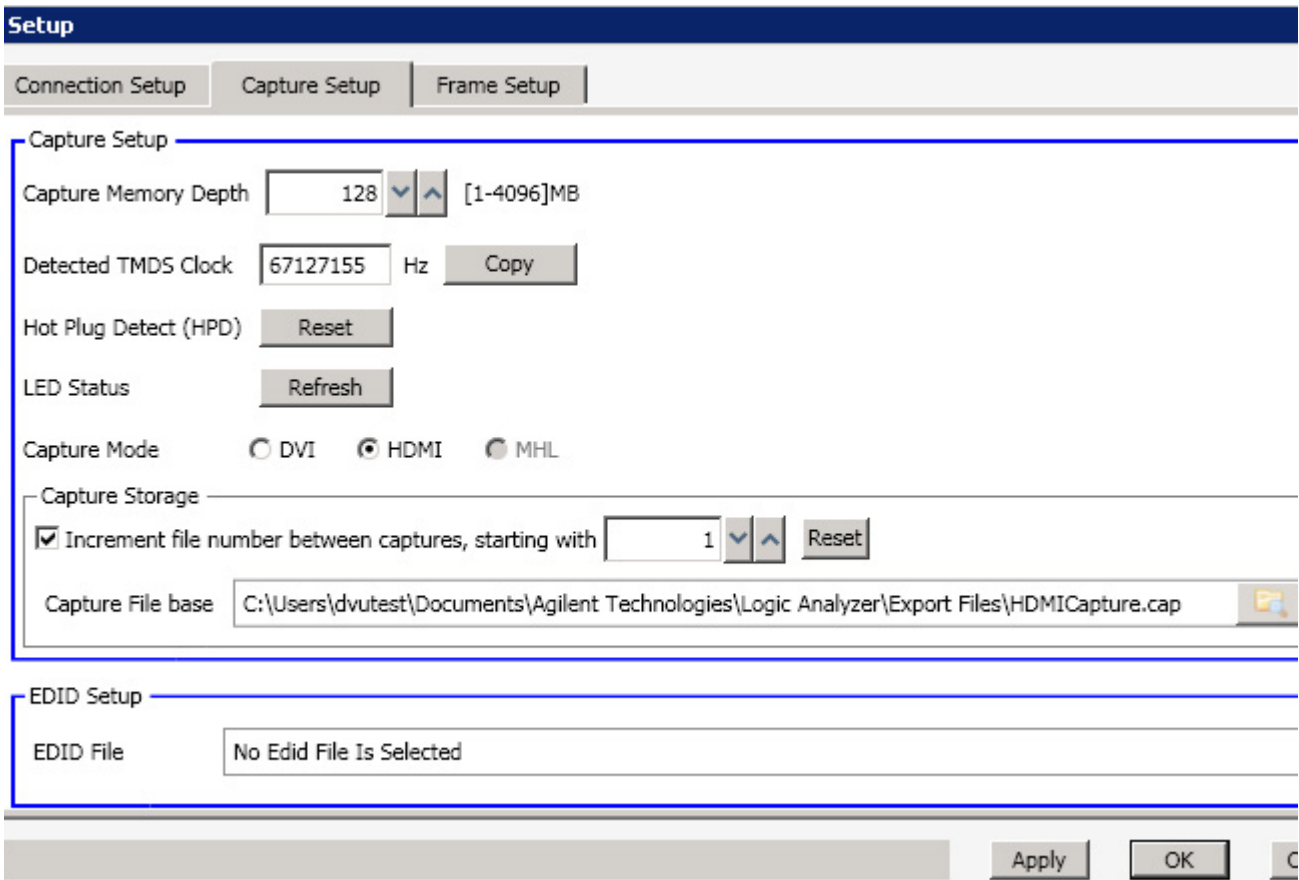 Setup
Connection Setup Capture Setup Frame Setup
Capture Setup
Capture Memory Depth 128 [1-4096]MB
Detected TMDS Clock 67127155 Hz Copy
Hot Plug Detect (HPD) Reset
LED Status Refresh
Capture Mode DVI HDMI MHL
Capture Storage
Increment file number between captures, starting with 1 Reset
Capture File base C:\Users\dvutest\Documents\Agilent Technologies\Logic Analyzer\Export Files\HDMICapture.cap
EDID Setup
EDID File No Edid File Is Selected
Apply OK